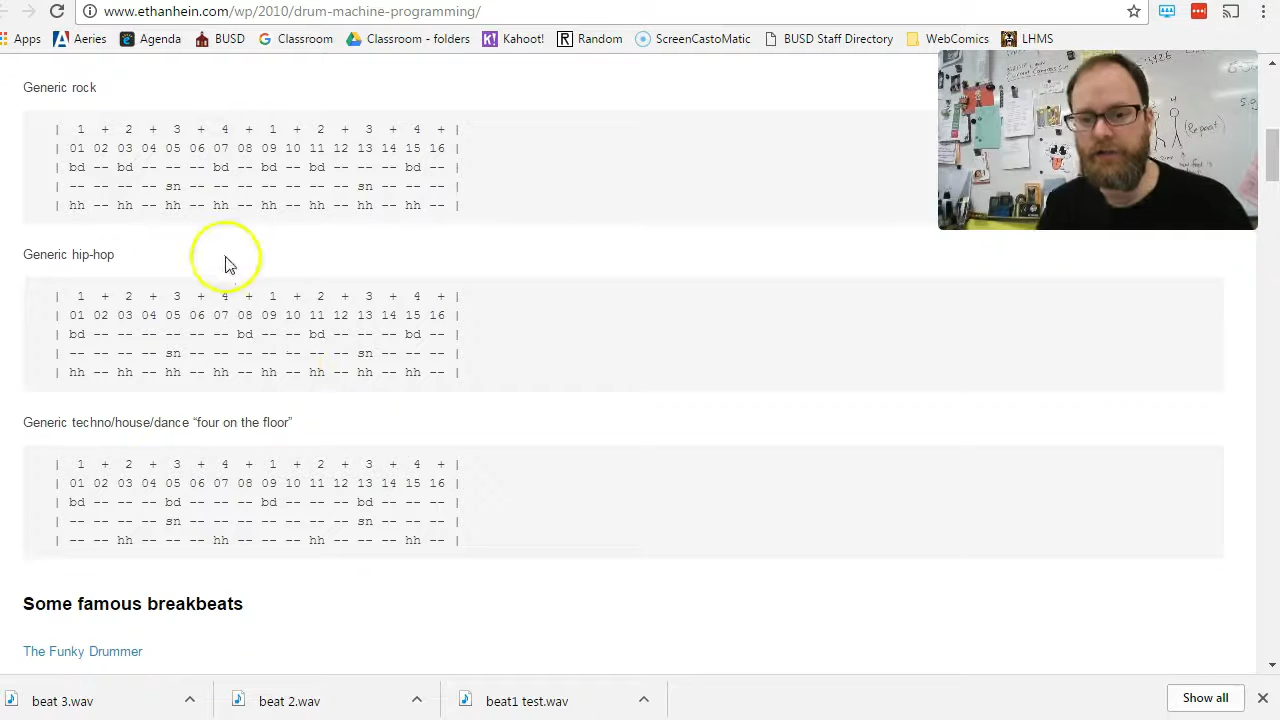 www.ethanhein.com/wp/2010/drum-machine-programming/
Apps Aeries Agenda BUSD Classroom Classroom - folders Kahoot! Random ScreenCastoMatic BUSD Staff Directory WebComics LHMS
Generic rock
| 1 + 2 + 3 + 4 + 1 + 2 + 3 + 4 + |
| 01 02 03 04 05 06 07 08 09 10 11 12 13 14 15 16 |
| bd -- bd -- -- -- bd -- bd -- bd -- -- -- bd -- |
| -- -- -- -- sn -- -- -- -- -- -- -- sn -- -- -- |
| hh -- hh -- hh -- hh -- hh -- hh -- hh -- hh -- |
(Repeat)
Generic hip-hop
| 1 + 2 + 3 + 4 + 1 + 2 + 3 + 4 + |
| 01 02 03 04 05 06 07 08 09 10 11 12 13 14 15 16 |
| bd -- -- -- -- -- -- bd -- -- bd -- -- -- bd -- |
| -- -- -- -- sn -- -- -- -- -- -- -- sn -- -- -- |
| hh -- hh -- hh -- hh -- hh -- hh -- hh -- hh -- |
Generic techno/house/dance “four on the floor”
| 1 + 2 + 3 + 4 + 1 + 2 + 3 + 4 + |
| 01 02 03 04 05 06 07 08 09 10 11 12 13 14 15 16 |
| bd -- -- -- bd -- -- -- bd -- -- -- bd -- -- -- |
| -- -- -- -- sn -- -- -- -- -- -- -- sn -- -- -- |
| -- -- hh -- -- -- hh -- -- -- hh -- -- -- hh -- |
Some famous breakbeats
The Funky Drummer
beat 3.wav beat 2.wav beat1 test.wav Show all